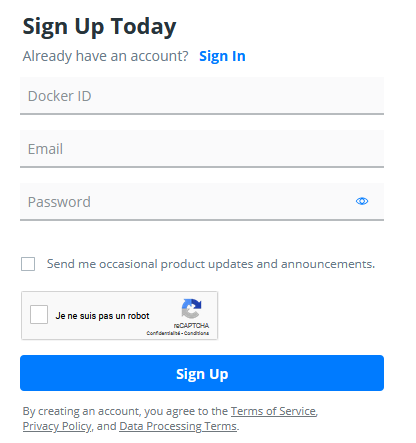 Sign Up Today
Already have an account? Sign In
Docker ID
Email
Password
Send me occasional product updates and announcements.
Je ne suis pas un robot
reCAPTCHA
Confidentialité - Conditions
Sign Up
By creating an account, you agree to the Terms of Service,
Privacy Policy, and Data Processing Terms.